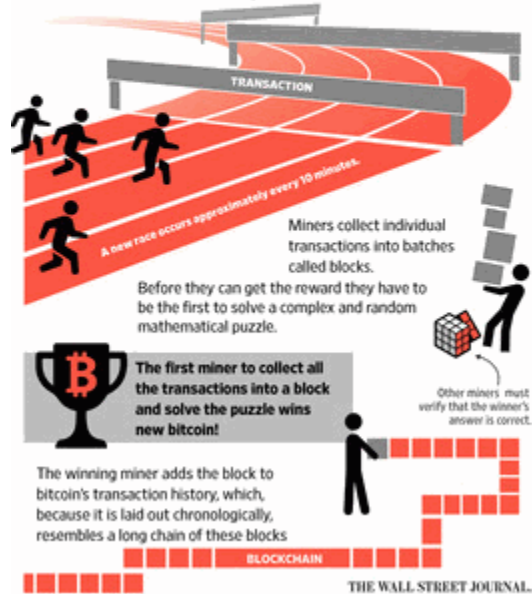 TRANSACTION
A new race occurs approximately every 10 minutes.
Miners collect individual
transactions into batches
called blocks.
Before they can get the reward they have to
be the first to solve a complex and random
mathematical puzzle.
The first miner to collect all
the transactions into a block
and solve the puzzle wins
new bitcoin!
Other miners must
verify that the winner's
answer is correct.
The winning miner adds the block to
bitcoin's transaction history, which,
because it is laid out chronologically,
resembles a long chain of these blocks
BLOCKCHAIN
THE WALL STREET JOURNAL.